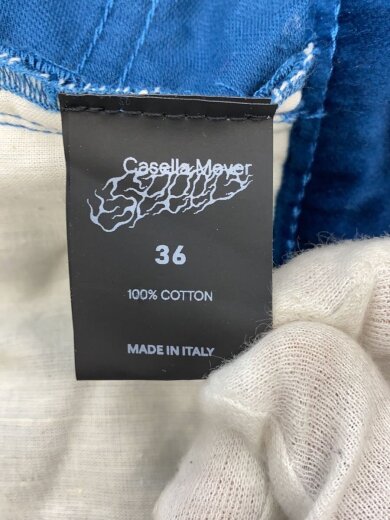 Casella Meyer
36
100% COTTON
MADE IN ITALY